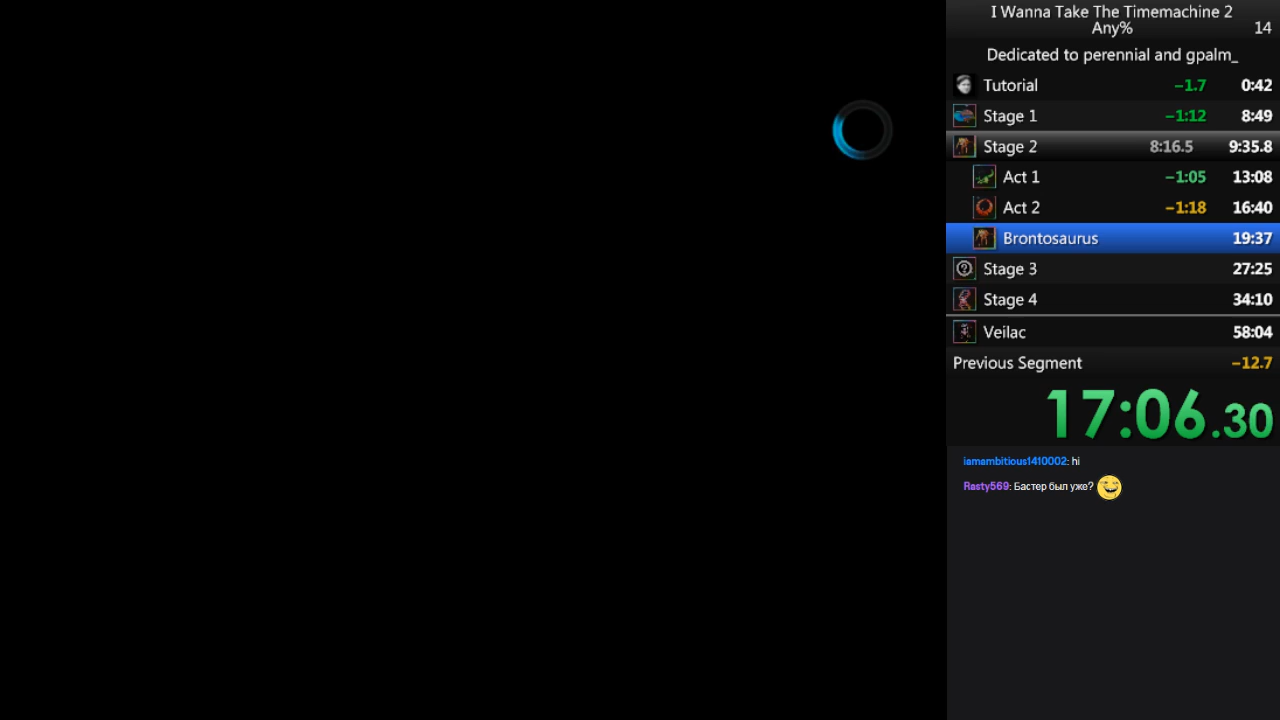 I Wanna Take The Timemachine 2
Any% 14
Dedicated to perennial and gpalm_
Tutorial −1.7 0:42
Stage 1 −1:12 8:49
Stage 2 8:16.5 9:35.8
Act 1 −1:05 13:08
Act 2 −1:18 16:40
Brontosaurus 19:37
Stage 3 27:25
Stage 4 34:10
Veilac 58:04
Previous Segment −12.7
17:06.30
iamambitious1410002: hi
Rasty569: Бастер был уже?